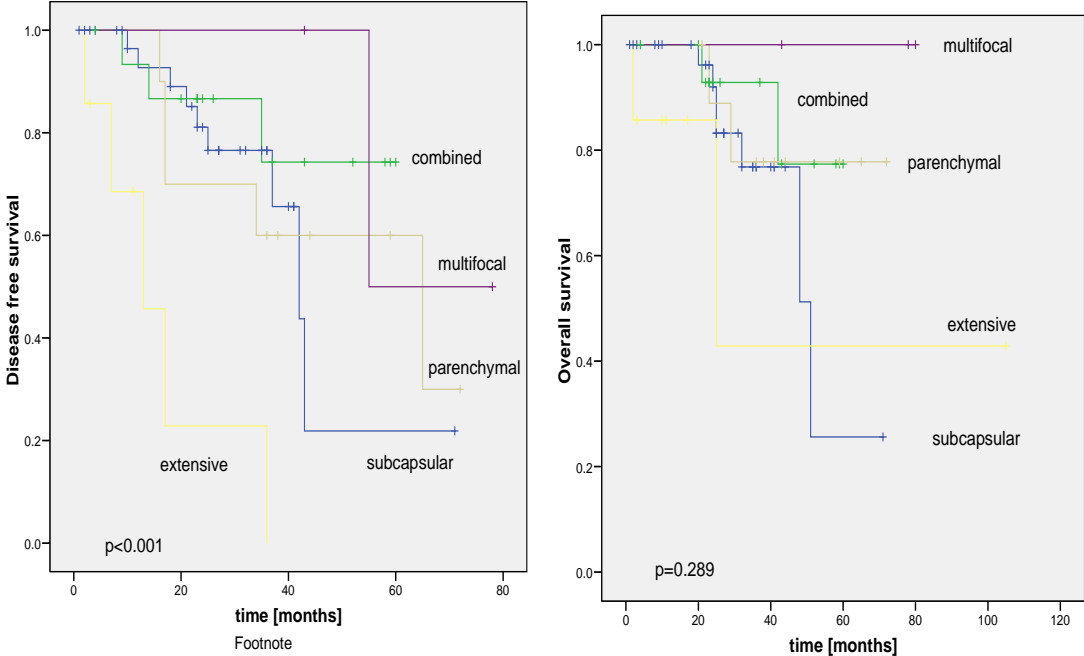 1.0
0.8
0.6
0.4
0.2
0.0
Disease free survival
combined
multifocal
parenchymal
subcapsular
extensive
p<0.001
0 20 40 60 80
time [months]
Footnote
1.0
0.8
0.6
0.4
0.2
0.0
Overall survival
multifocal
combined
parenchymal
extensive
subcapsular
p=0.289
0 20 40 60 80 100 120
time [months]